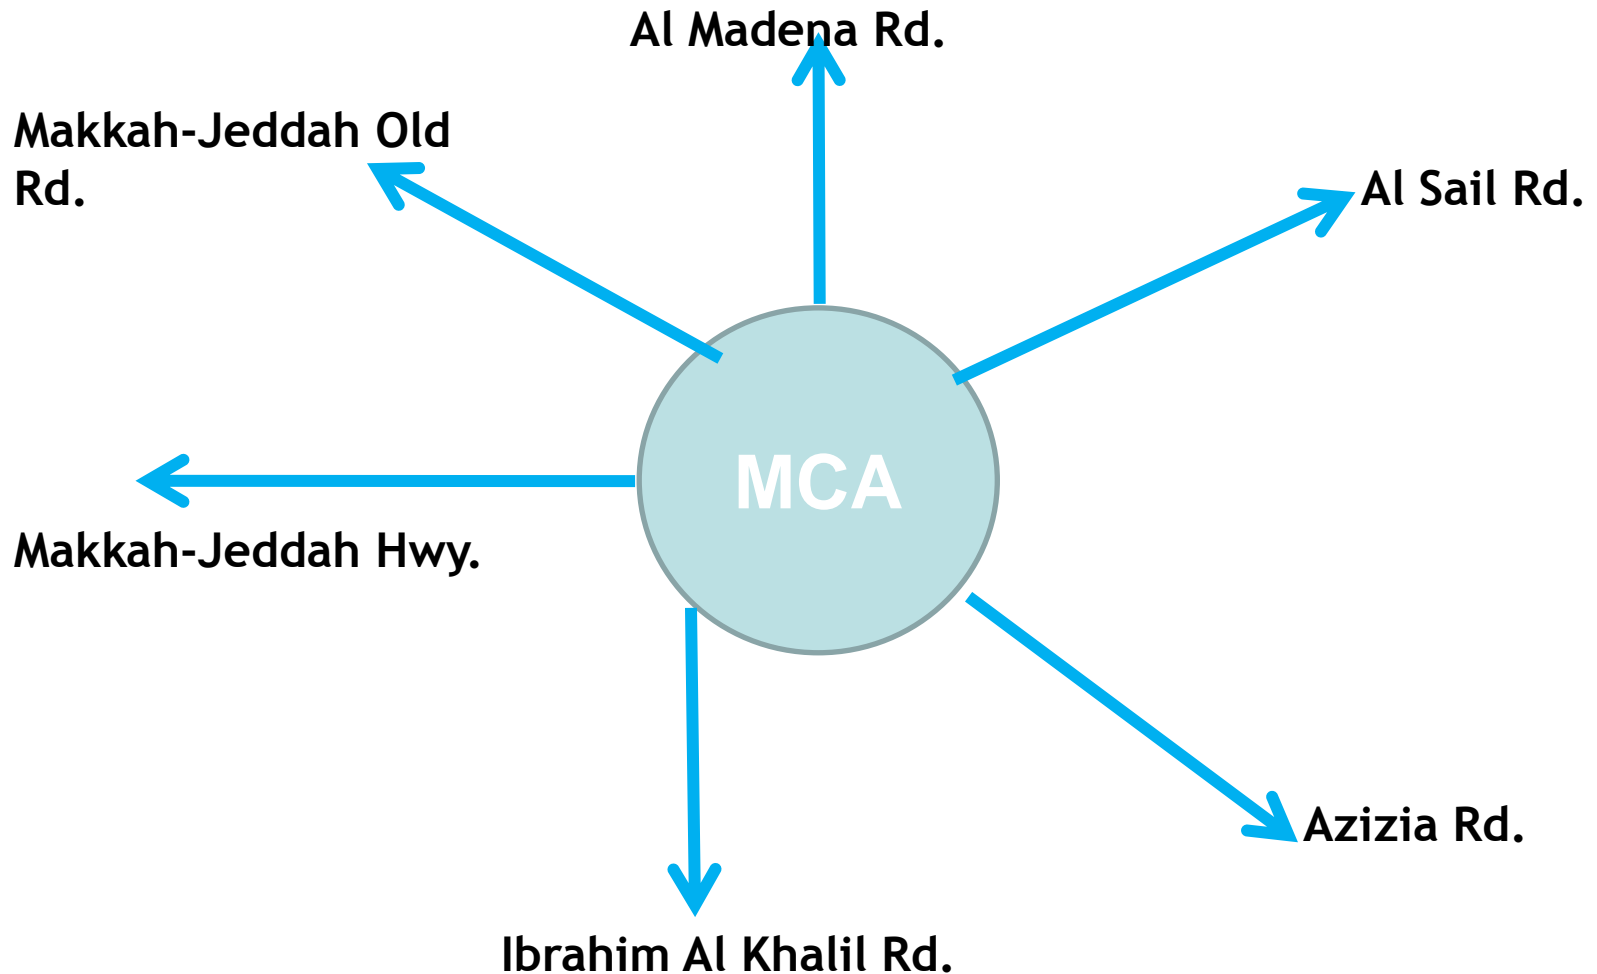 Al Madena Rd.
Makkah-Jeddah Old
Rd.
Al Sail Rd.
MCA
Makkah-Jeddah Hwy.
Azizia Rd.
Ibrahim Al Khalil Rd.